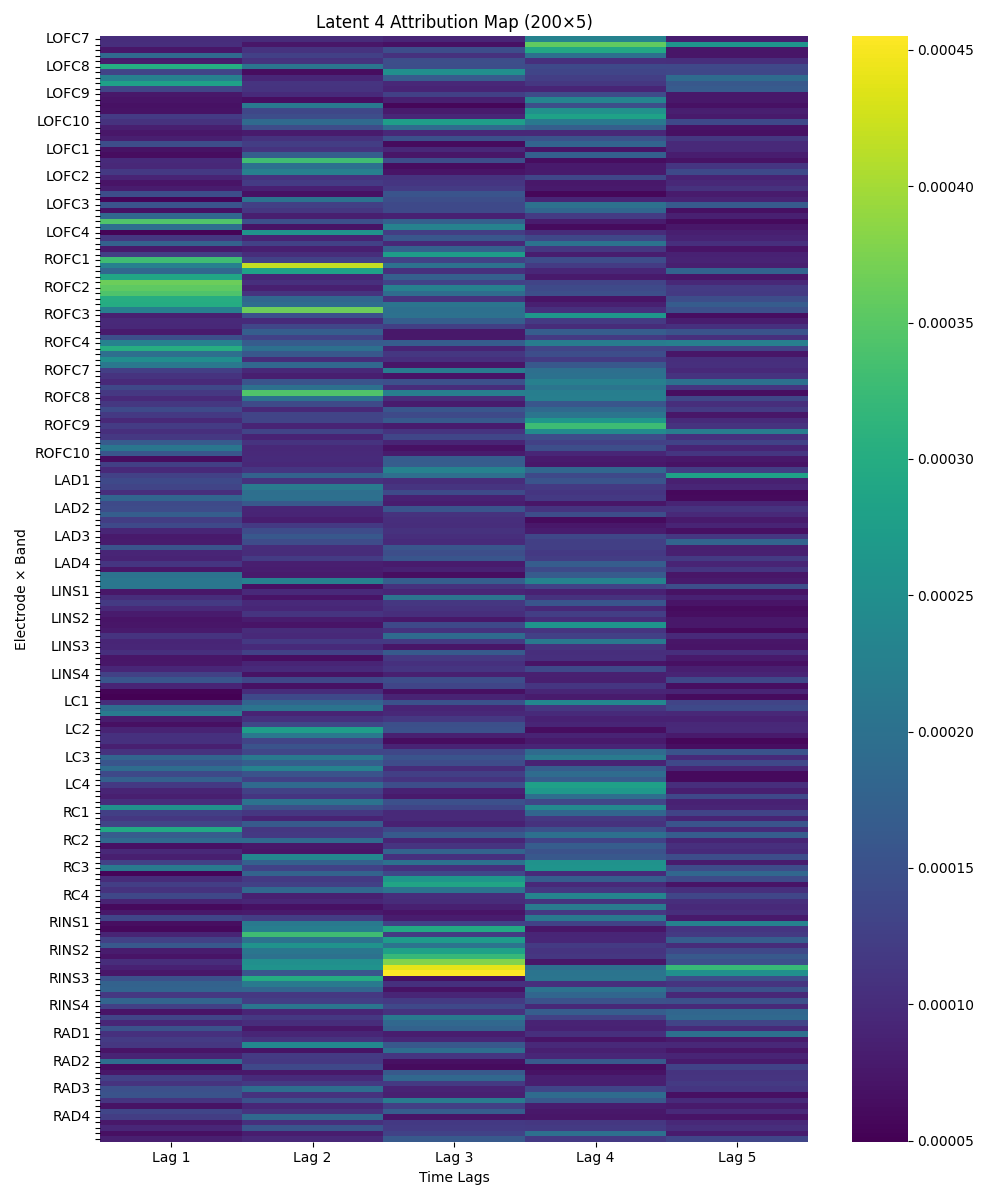 Latent 4 Attribution Map (200×5)
LOFC7
LOFC8
LOFC9
LOFC10
LOFC1
LOFC2
LOFC3
LOFC4
ROFC1
ROFC2
ROFC3
ROFC4
ROFC7
ROFC8
ROFC9
ROFC10
LAD1
LAD2
LAD3
LAD4
LINS1
LINS2
LINS3
LINS4
LC1
LC2
LC3
LC4
RC1
RC2
RC3
RC4
RINS1
RINS2
RINS3
RINS4
RAD1
RAD2
RAD3
RAD4
Electrode × Band
Lag 1 Lag 2 Lag 3 Lag 4 Lag 5
Time Lags
0.00045
0.00040
0.00035
0.00030
0.00025
0.00020
0.00015
0.00010
0.00005